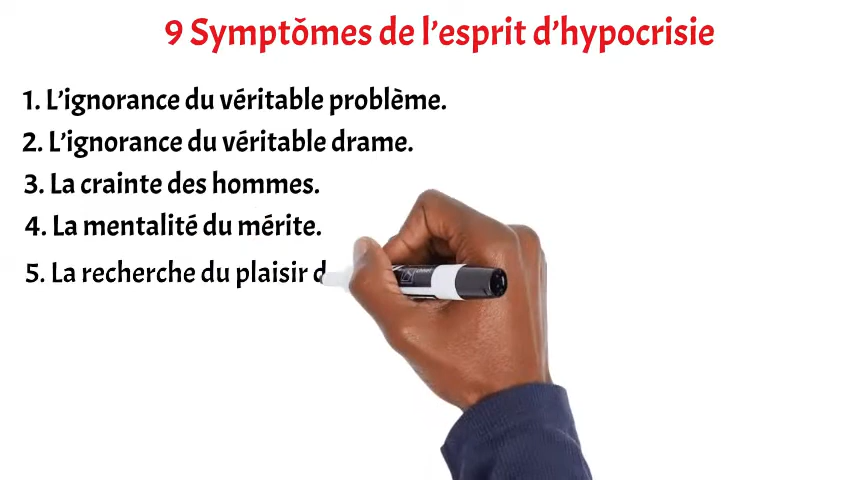 9 Symptŏmes de l’esprit d’hypocrisie
1. L’ignorance du véritable problème.
2. L’ignorance du véritable drame.
3. La crainte des hommes.
4. La mentalité du mérite.
5. La recherche du plaisir d